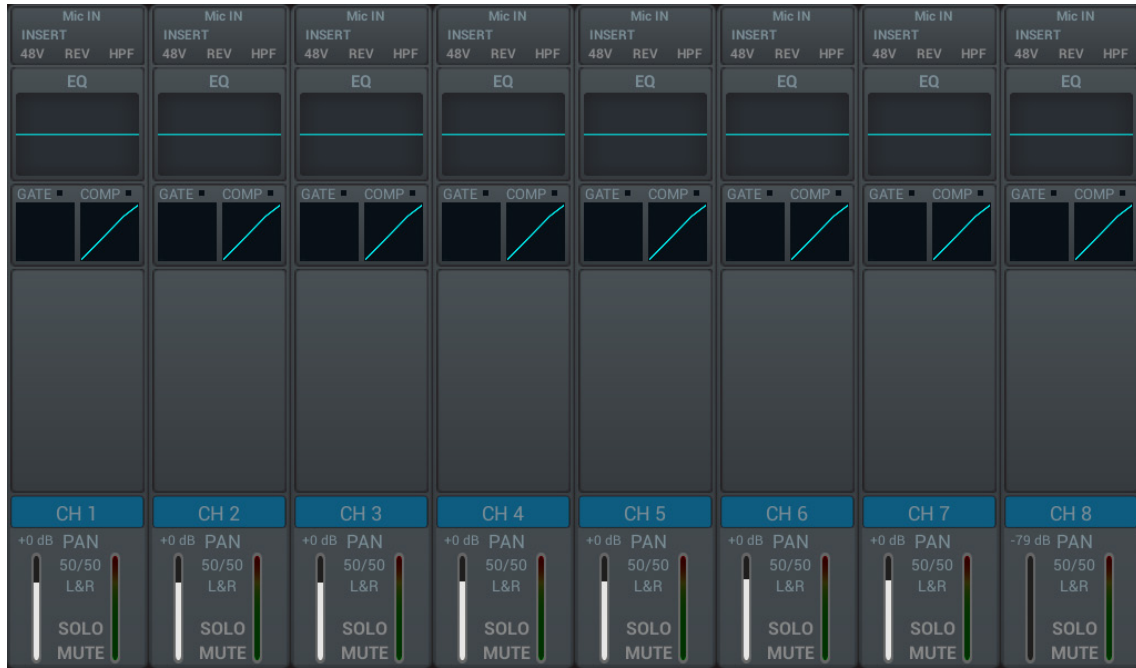 Mic IN Mic IN Mic IN Mic IN Mic IN Mic IN Mic IN Mic IN
INSERT INSERT INSERT INSERT INSERT INSERT INSERT INSERT
48V REV HPF 48V REV HPF 48V REV HPF 48V REV HPF 48V REV HPF 48V REV HPF 48V REV HPF 48V REV HPF
EQ EQ EQ EQ EQ EQ EQ EQ
GATE COMP GATE COMP GATE COMP GATE COMP GATE COMP GATE COMP GATE COMP GATE COMP
CH 1 CH 2 CH 3 CH 4 CH 5 CH 6 CH 7 CH 8
+0 dB PAN +0 dB PAN +0 dB PAN +0 dB PAN +0 dB PAN +0 dB PAN +0 dB PAN -79 dB PAN
50/50 50/50 50/50 50/50 50/50 50/50 50/50 50/50
L&R L&R L&R L&R L&R L&R L&R L&R
SOLO SOLO SOLO SOLO SOLO SOLO SOLO SOLO
MUTE MUTE MUTE MUTE MUTE MUTE MUTE MUTE